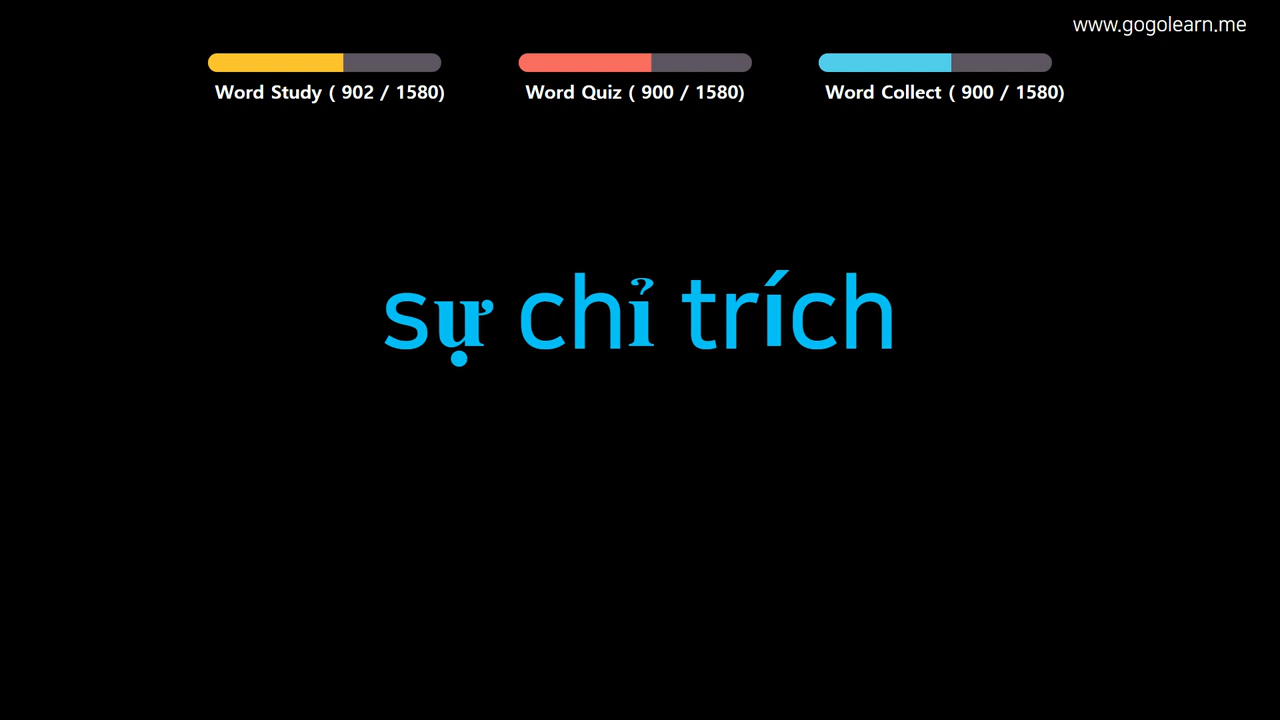 www.gogolearn.me
Word Study ( 902 / 1580)
Word Quiz ( 900 / 1580)
Word Collect ( 900 / 1580)
sự chỉ trích